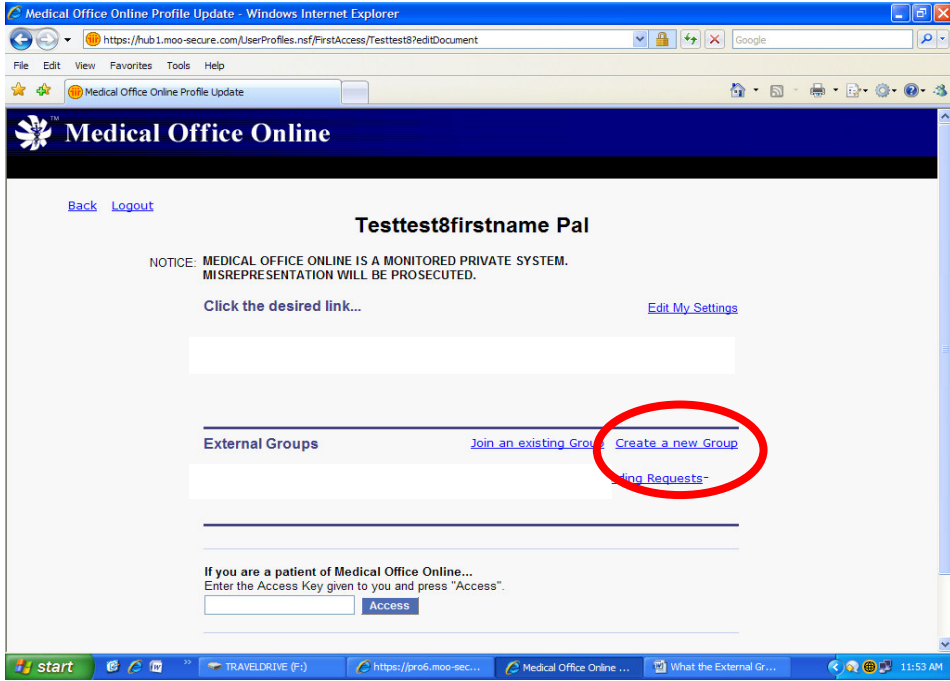 Medical Office Online Profile Update - Windows Internet Explorer
https://hub1.moo-secure.com/UserProfiles.nsf/FirstAccess/Testtest8?editDocument
Google
File Edit View Favorites Tools Help
Medical Office Online Profile Update
Medical Office Online
TM
Back Logout
Testtest8firstname Pal
NOTICE: MEDICAL OFFICE ONLINE IS A MONITORED PRIVATE SYSTEM.
MISREPRESENTATION WILL BE PROSECUTED.
Click the desired link...
Edit My Settings
External Groups
Join an existing Group Create a new Group
ding Requests-
If you are a patient of Medical Office Online...
Enter the Access Key given to you and press "Access".
Access
start
TRAVELDRIVE (F:)
https://pro6.moo-sec...
Medical Office Online ...
What the External Gr...
11:53 AM